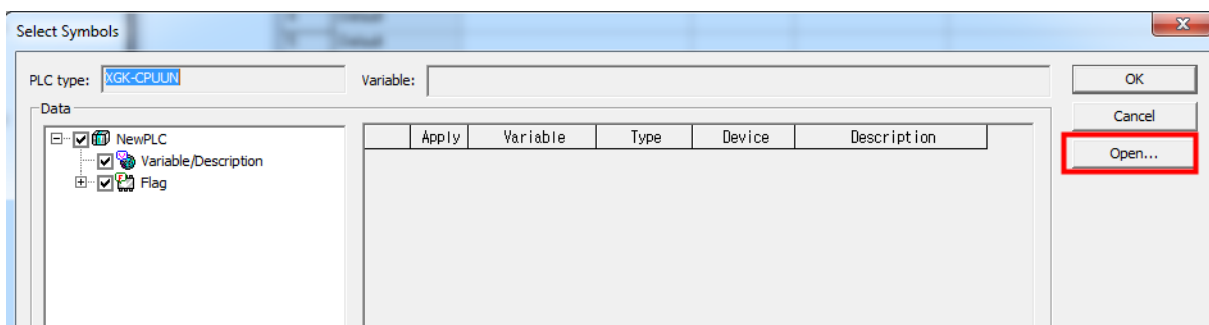 Select Symbols
PLC type: XGK-CPUUN Variable: OK
Data Cancel
NewPLC Apply Variable Type Device Description Open...
Variable/Description
Flag